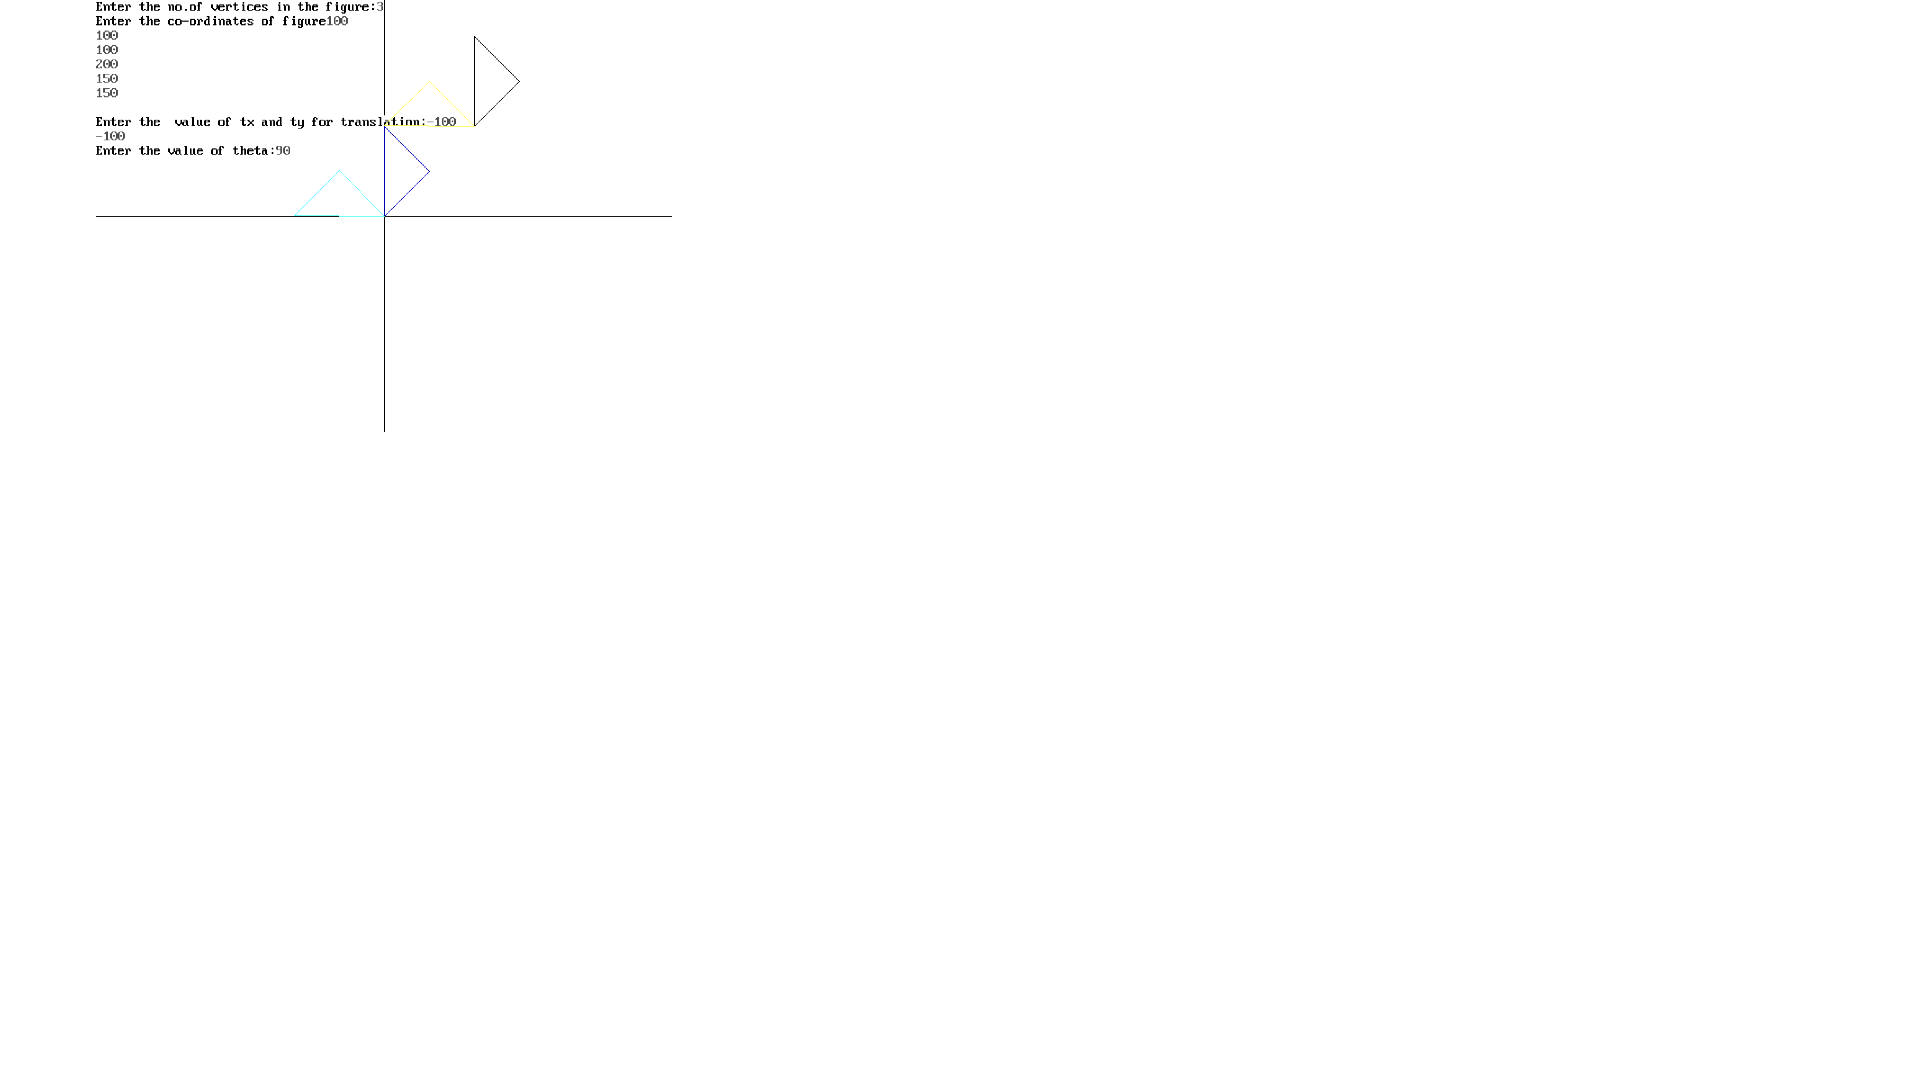 Enter the no.of vertices in the figure:3
Enter the co-ordinates of figure100
100
100
200
150
150
Enter the  value of tx and ty for translation:-100
-100
Enter the value of theta:90